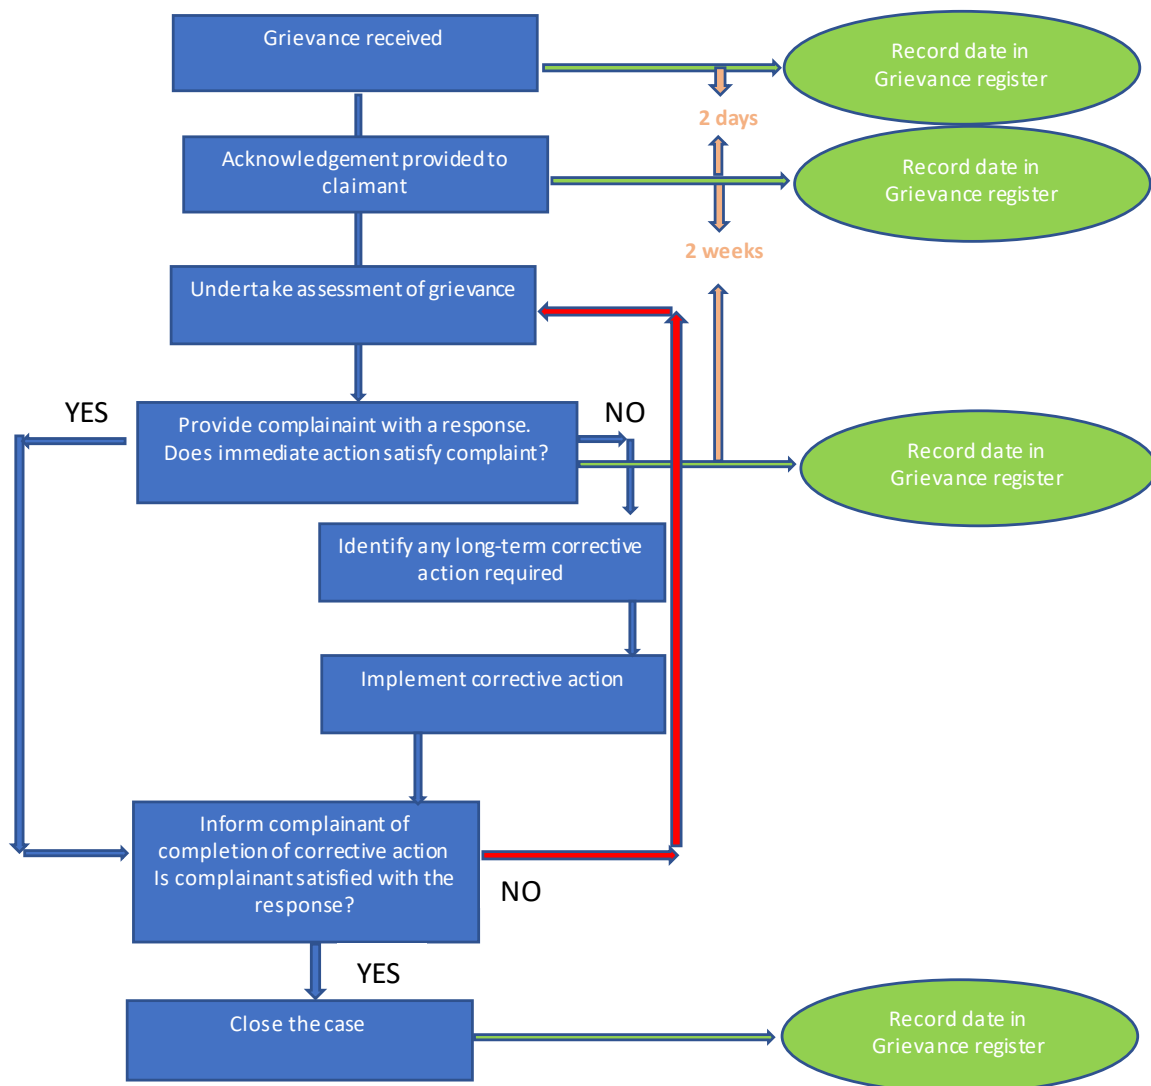 Grievance received
Record date in
Grievance register
2 days
Acknowledgement provided to
claimant
Record date in
Grievance register
2 weeks
Undertake assessment of grievance
YES
Provide complainaint with a response.
Does immediate action satisfy complaint?
NO
Record date in
Grievance register
Identify any long-term corrective
action required
Implement corrective action
Inform complainant of
completion of corrective action
Is complainant satisfied with the
response?
NO
YES
Close the case
Record date in
Grievance register